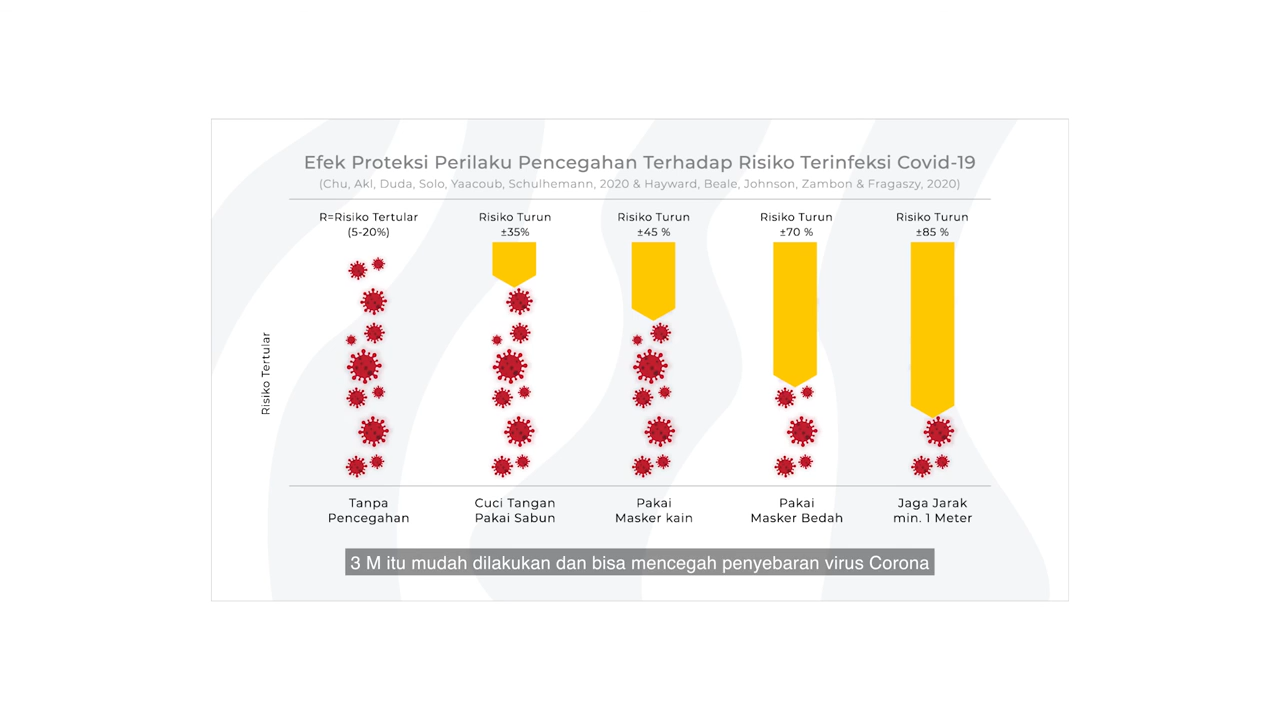 Efek Proteksi Perilaku Pencegahan Terhadap Risiko Terinfeksi Covid-19
(Chu, Akl, Duda, Solo, Yaacoub, Schulhemann, 2020 & Hayward, Beale, Johnson, Zambon & Fragaszy, 2020)
R=Risiko Tertular
(5-20%)
Risiko Turun
±35%
Risiko Turun
±45 %
Risiko Turun
±70 %
Risiko Turun
±85 %
Risiko Tertular
Tanpa
Pencegahan
Cuci Tangan
Pakai Sabun
Pakai
Masker kain
Pakai
Masker Bedah
Jaga Jarak
min. 1 Meter
3 M itu mudah dilakukan dan bisa mencegah penyebaran virus Corona